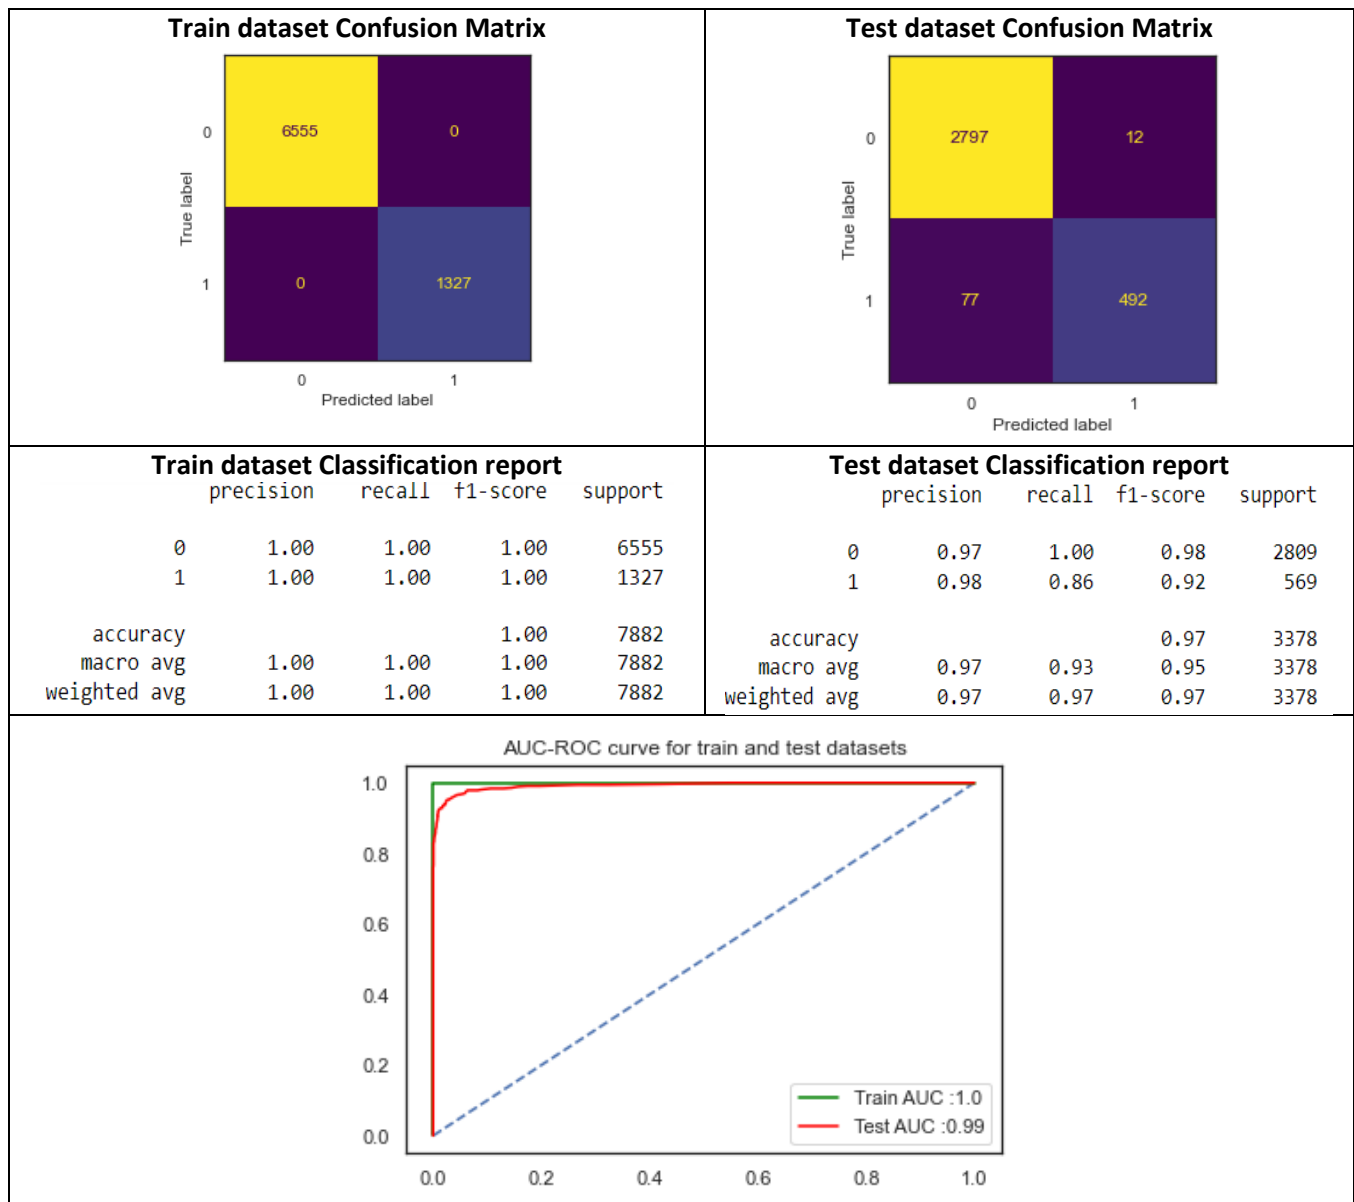 Train dataset Confusion Matrix
0 6555 0
True label
1 0 1327
0 1
Predicted label
Test dataset Confusion Matrix
0 2797 12
True label
1 77 492
0 1
Predicted label
Train dataset Classification report
precision recall f1-score support
0 1.00 1.00 1.00 6555
1 1.00 1.00 1.00 1327
accuracy 1.00 7882
macro avg 1.00 1.00 1.00 7882
weighted avg 1.00 1.00 1.00 7882
Test dataset Classification report
precision recall f1-score support
0 0.97 1.00 0.98 2809
1 0.98 0.86 0.92 569
accuracy 0.97 3378
macro avg 0.97 0.93 0.95 3378
weighted avg 0.97 0.97 0.97 3378
AUC-ROC curve for train and test datasets
1.0
0.8
0.6
0.4
0.2
0.0
Train AUC :1.0
Test AUC :0.99
0.0 0.2 0.4 0.6 0.8 1.0